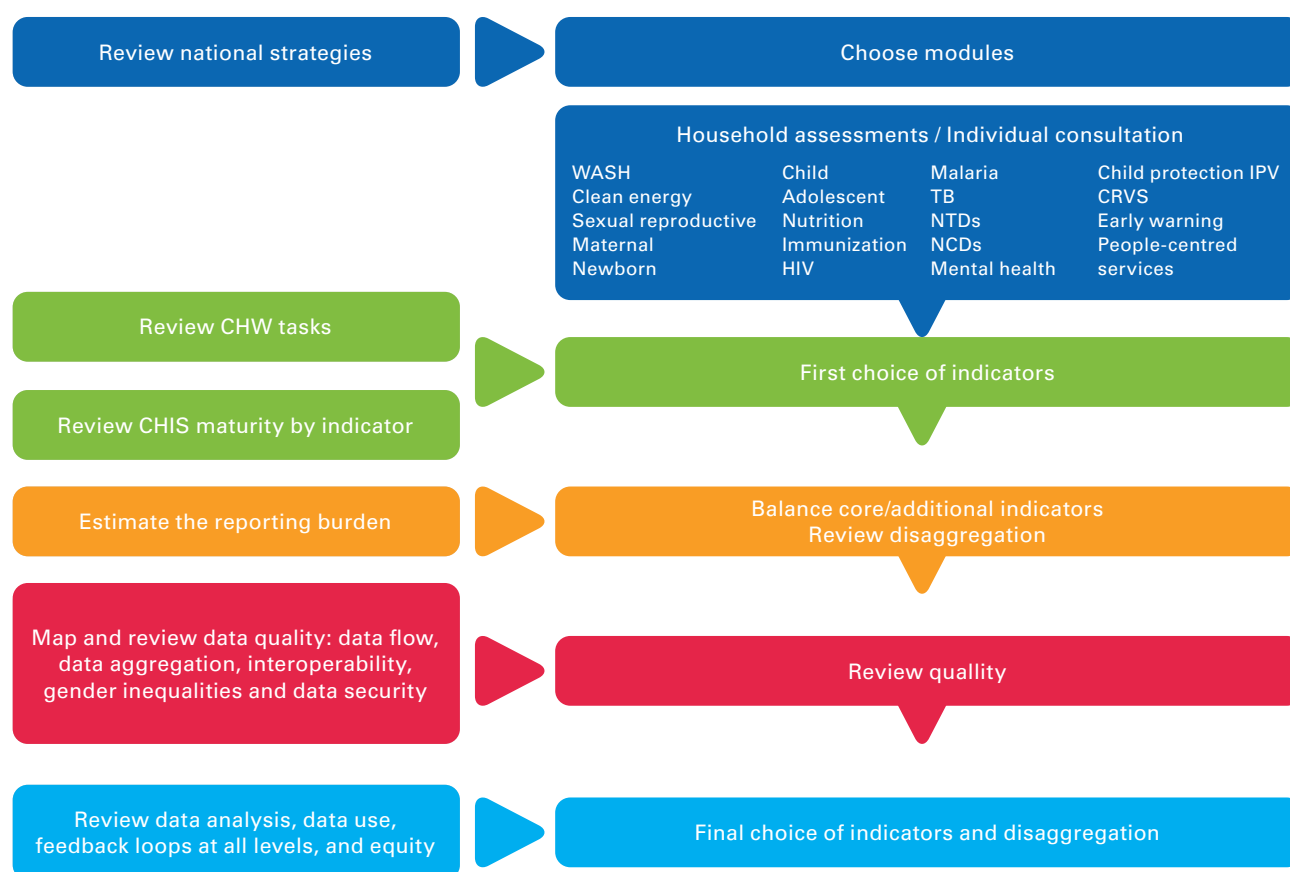 Review national strategies
Choose modules
Household assessments / Individual consultation
WASH
Clean energy
Sexual reproductive
Maternal
Newborn
Child
Adolescent
Nutrition
Immunization
HIV
Malaria
TB
NTDs
NCDs
Mental health
Child protection IPV
CRVS
Early warning
People-centred
services
Review CHW tasks
Review CHIS maturity by indicator
First choice of indicators
Estimate the reporting burden
Balance core/additional indicators
Review disaggregation
Map and review data quality: data flow,
data aggregation, interoperability,
gender inequalities and data security
Review quallity
Review data analysis, data use,
feedback loops at all levels, and equity
Final choice of indicators and disaggregation